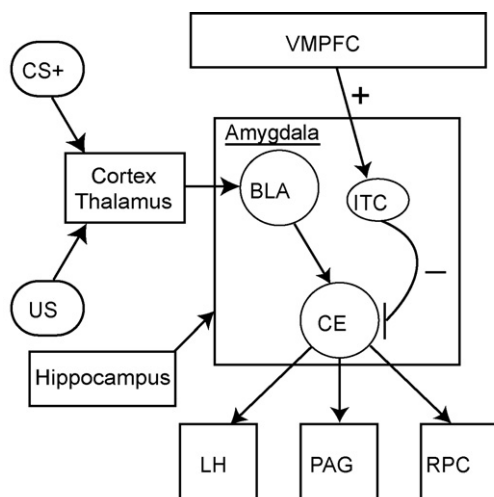 VMPFC
CS+
+
Amygdala
Cortex
Thalamus
BLA
ITC
–
US
CE
Hippocampus
LH
PAG
RPC